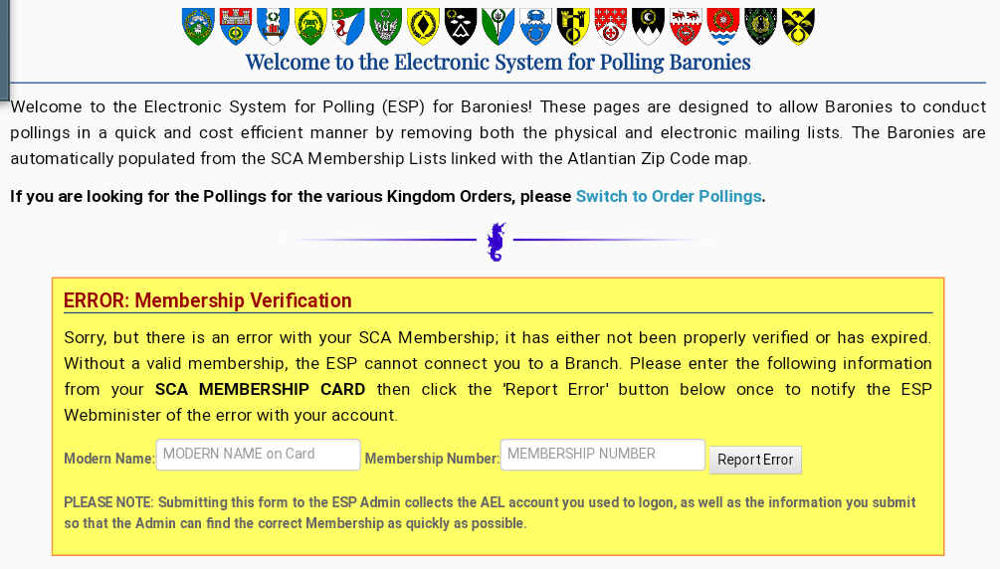 Welcome to the Electronic System for Polling Baronies
Welcome to the Electronic System for Polling (ESP) for Baronies! These pages are designed to allow Baronies to conduct
pollings in a quick and cost efficient manner by removing both the physical and electronic mailing lists. The Baronies are
automatically populated from the SCA Membership Lists linked with the Atlantian Zip Code map.
If you are looking for the Pollings for the various Kingdom Orders, please Switch to Order Pollings.
ERROR: Membership Verification
Sorry, but there is an error with your SCA Membership; it has either not been properly verified or has expired.
Without a valid membership, the ESP cannot connect you to a Branch. Please enter the following information
from your SCA MEMBERSHIP CARD then click the 'Report Error' button below once to notify the ESP
Webminister of the error with your account.
Modern Name: MODERN NAME on Card Membership Number: MEMBERSHIP NUMBER Report Error
PLEASE NOTE: Submitting this form to the ESP Admin collects the AEL account you used to logon, as well as the information you submit
so that the Admin can find the correct Membership as quickly as possible.